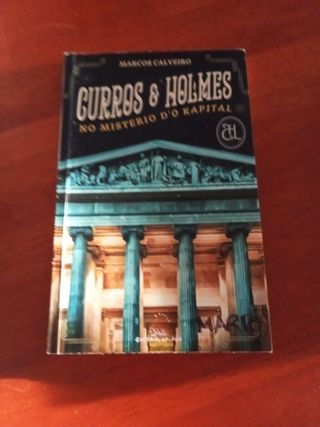 MARCOS CALVEIRO
CURROS & HOLMES
NO MISTERIO D'O KAPITAL